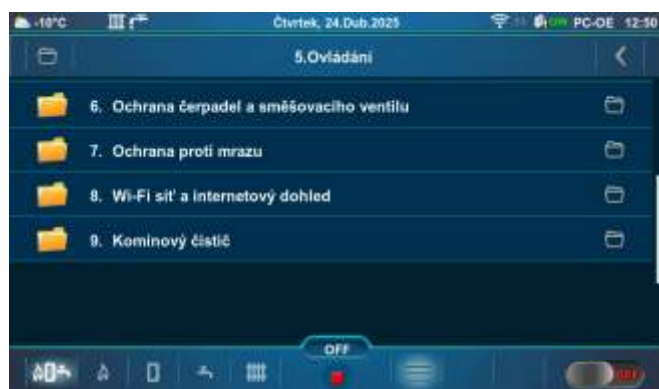 -10°C Čtvrtek, 24.Dub.2025 PC-OE 12:50
5.Ovládání
6. Ochrana čerpadel a směšovacího ventilu
7. Ochrana proti mrazu
8. Wi-Fi síť a internetový dohled
9. Kominový čistič
OFF
OFF